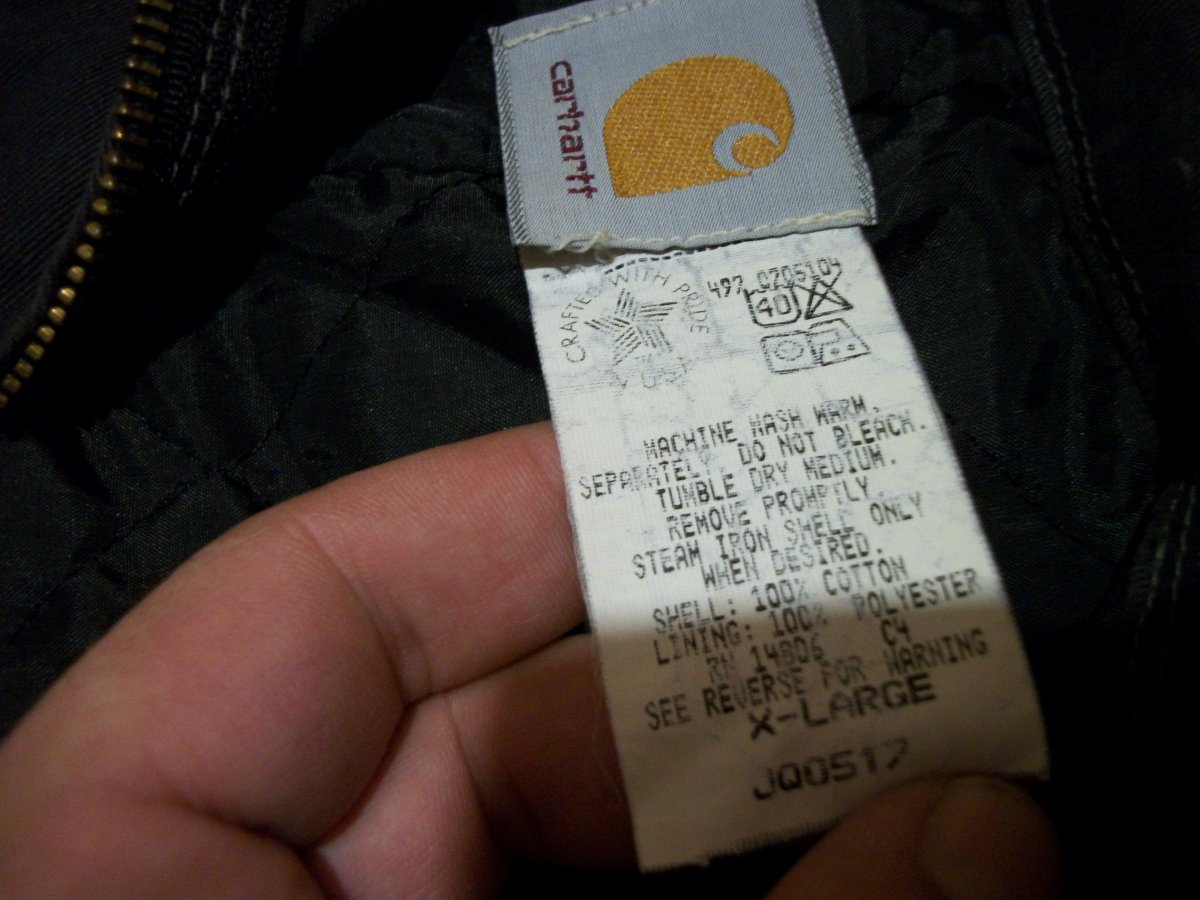 carhartt
CRAFTED WITH PRIDE
497 0705104
40
MACHINE WASH WARM.
SEPARATELY. DO NOT BLEACH.
TUMBLE DRY MEDIUM.
REMOVE PROMPTLY.
STEAM IRON SHELL ONLY
WHEN DESIRED.
SHELL: 100% COTTON
LINING: 100% POLYESTER
RN 14806 C4
SEE REVERSE FOR WARNING
X-LARGE
JQ0517